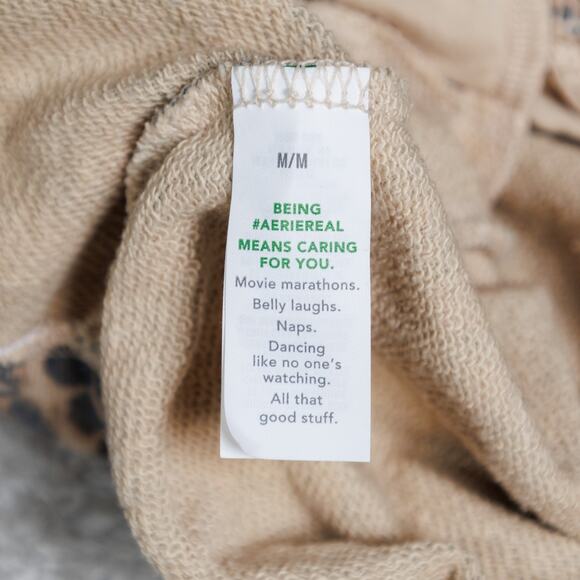 M/M
BEING
#AERIEREAL
MEANS CARING
FOR YOU.
Movie marathons.
Belly laughs.
Naps.
Dancing
like no one's
watching.
All that
good stuff.